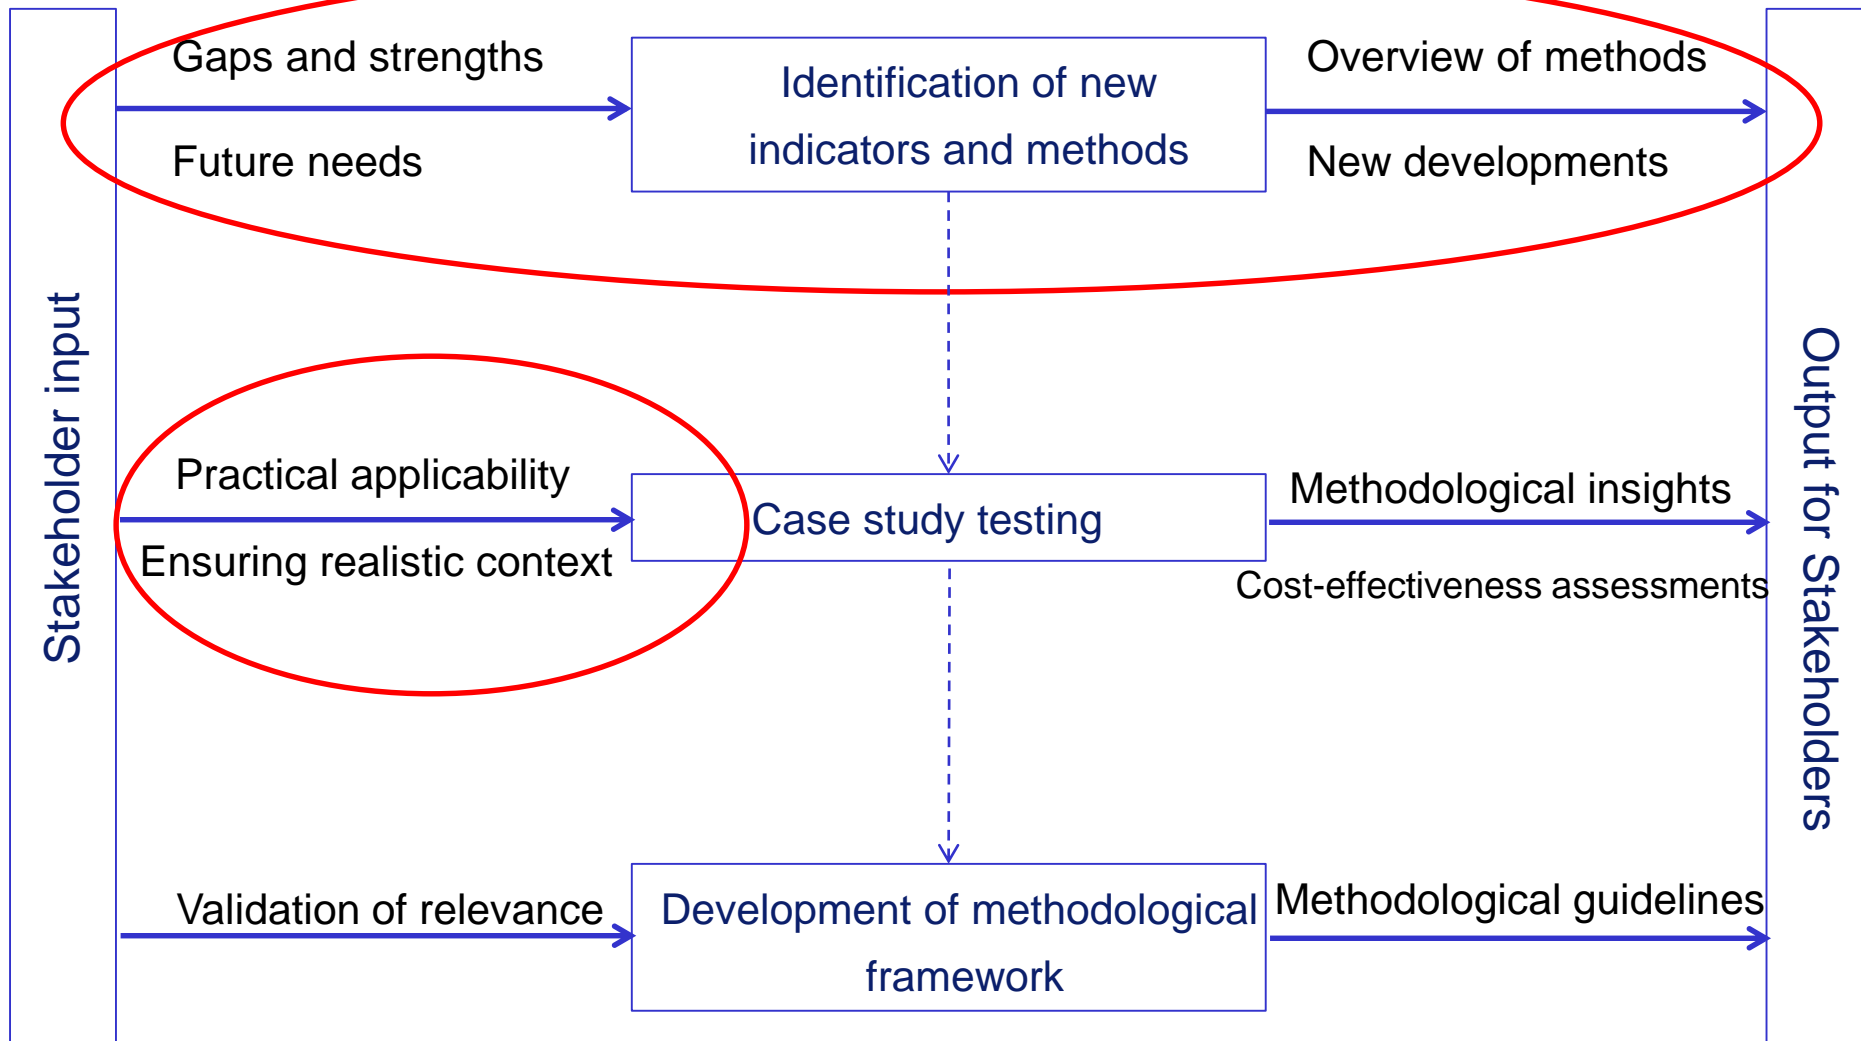 Stakeholder input
Gaps and strengths
Future needs
Identification of new
indicators and methods
Overview of methods
New developments
Practical applicability
Ensuring realistic context
Case study testing
Methodological insights
Cost-effectiveness assessments
Validation of relevance
Development of methodological
framework
Methodological guidelines
Output for Stakeholders